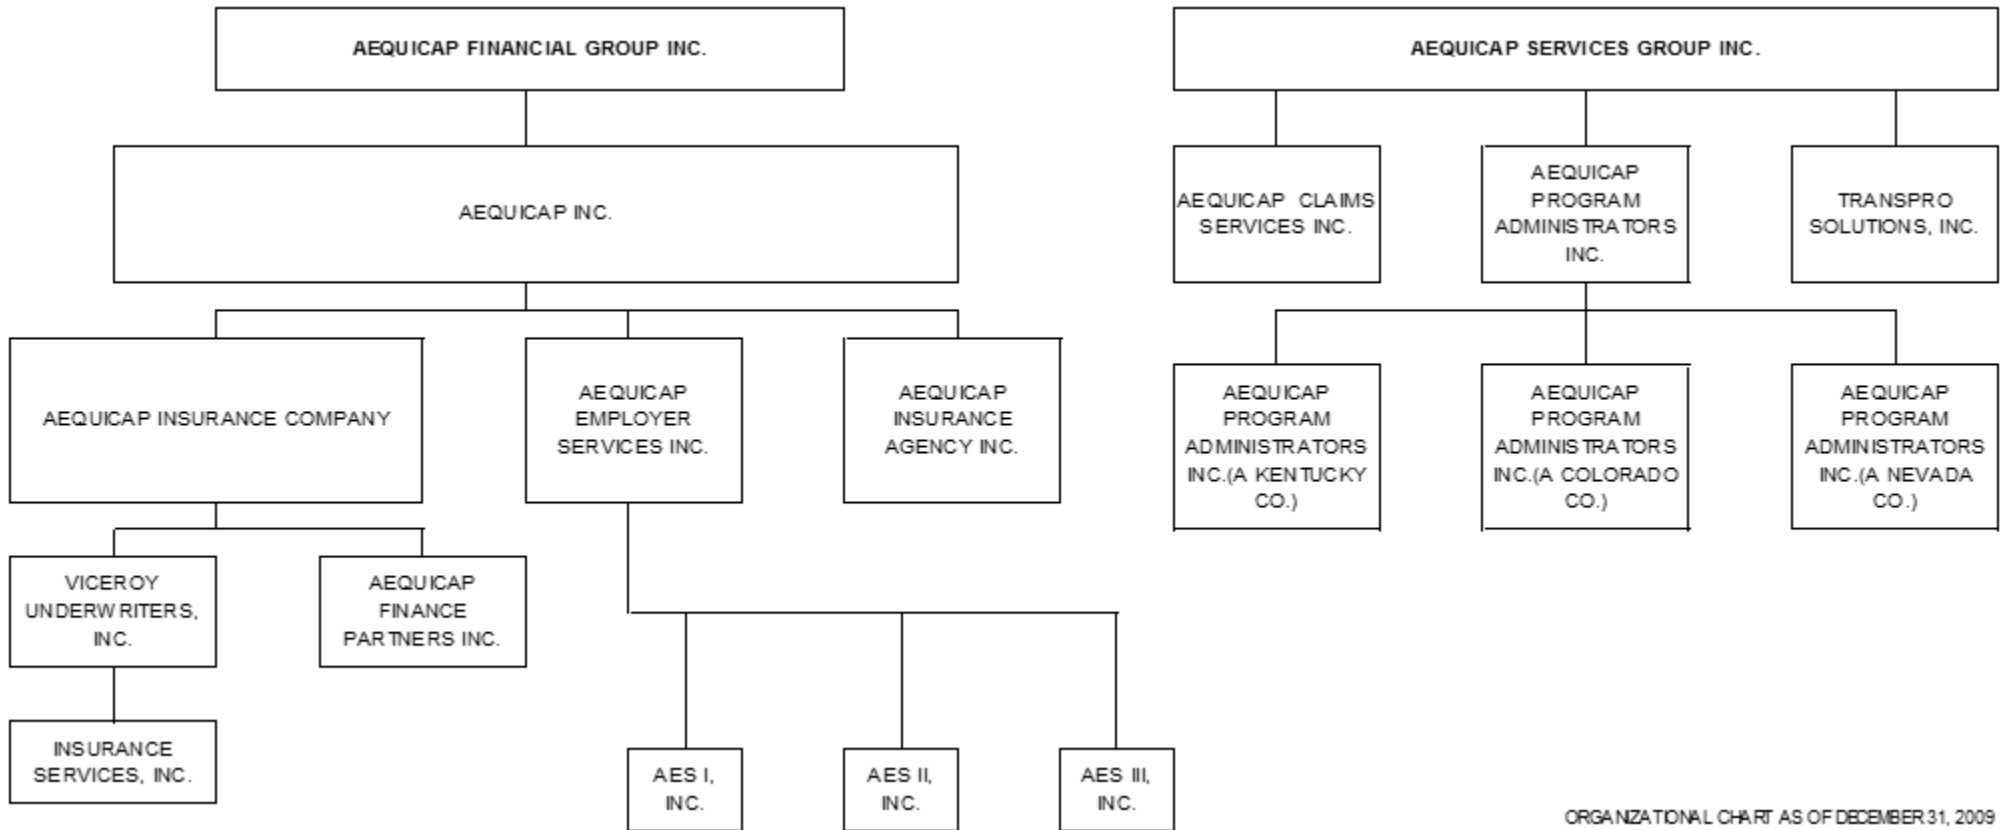 AEQUICAP FINANCIAL GROUP INC.
AEQUICAP SERVICES GROUP INC.
AEQUICAP INC.
AEQUICAP CLAIMS
SERVICES INC.
AEQUICAP
PROGRAM
ADMINISTRATORS
INC.
TRANSPRO
SOLUTIONS, INC.
AEQUICAP INSURANCE COMPANY
AEQUICAP
EMPLOYER
SERVICES INC.
AEQUICAP
INSURANCE
AGENCY INC.
AEQUICAP
PROGRAM
ADMINISTRATORS
INC.(A KENTUCKY
CO.)
AEQUICAP
PROGRAM
ADMINISTRATORS
INC.(A COLORADO
CO.)
AEQUICAP
PROGRAM
ADMINISTRATORS
INC.(A NEVADA
CO.)
VICEROY
UNDERWRITERS,
INC.
AEQUICAP
FINANCE
PARTNERS INC.
INSURANCE
SERVICES, INC.
AES I,
INC.
AES II,
INC.
AES III,
INC.
ORGANIZATIONAL CHART AS OF DECEMBER 31, 2009